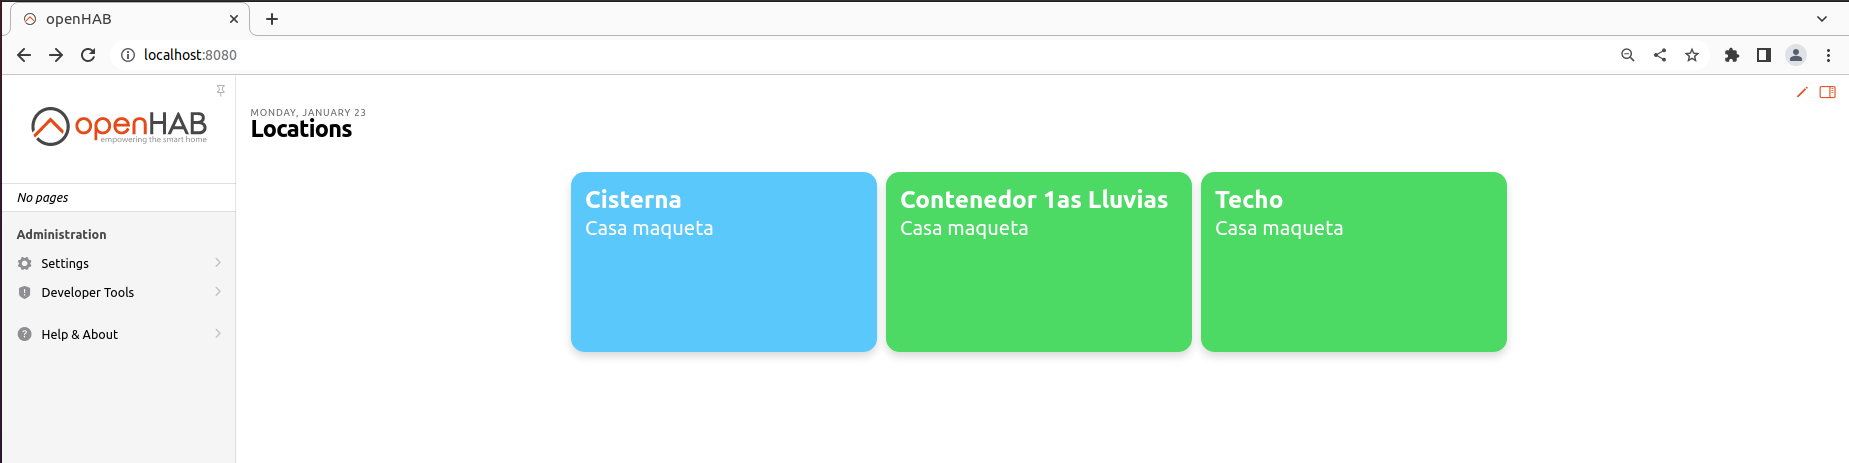 openHAB
localhost:8080
openHAB
empowering the smart home
No pages
Administration
Settings
Developer Tools
Help & About
MONDAY, JANUARY 23
Locations
Cisterna
Casa maqueta
Contenedor 1as Lluvias
Casa maqueta
Techo
Casa maqueta